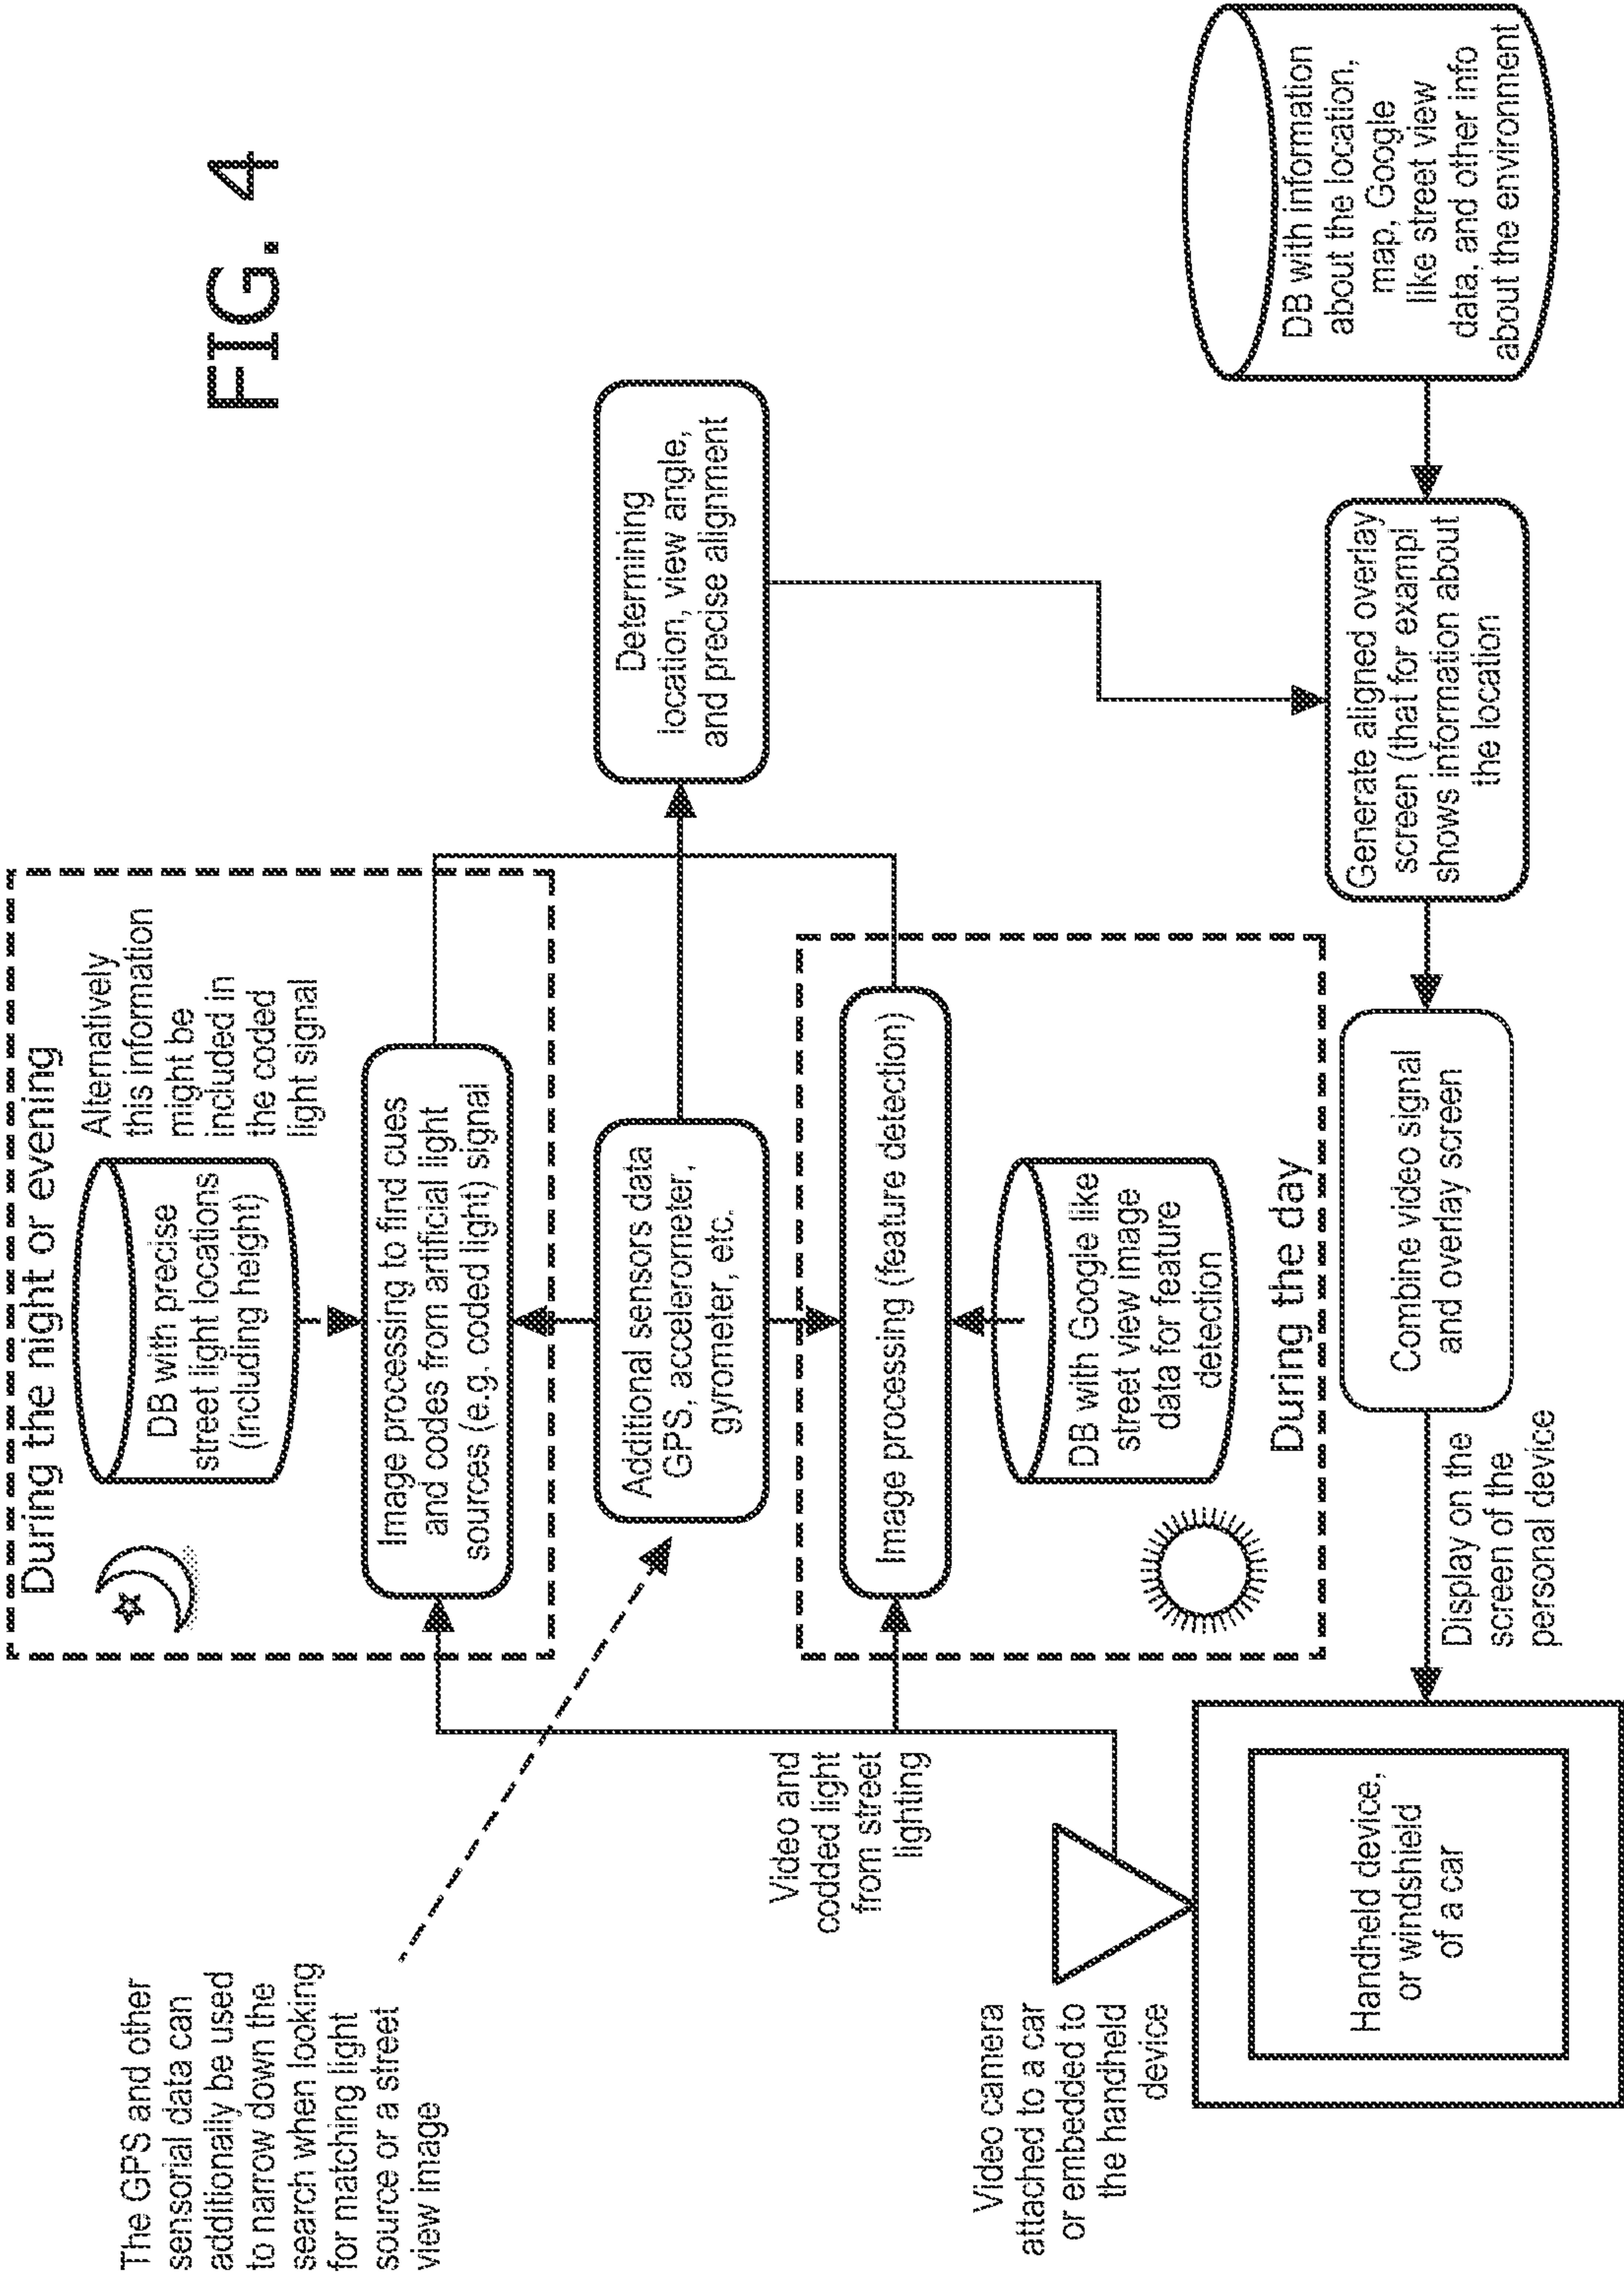 FIG. 4
During the night or evening
DB with precise
street light locations
(including height)
Alternatively
this information
might be
included in
the coded
light signal
Image processing to find cues
and codes from artificial light
sources (e.g. coded light) signal
The GPS and other
sensorial data can
additionally be used
to narrow down the
search when looking
for matching light
source or a street
view image
Additional sensors data
GPS, accelerometer,
gyrometer, etc.
Determining
location, view angle,
and precise alignment
Video and
codded light
from street
lighting
Image processing (feature detection)
DB with Google like
street view image
data for feature
detection
During the day
Video camera
attached to a car
or embedded to
the handheld
device
Handheld device,
or windshield
of a car
Display on the
screen of the
personal device
Combine video signal
and overlay screen
Generate aligned overlay
screen (that for exampl
shows information about
the location
DB with information
about the location,
map, Google
like street view
data, and other info
about the environment